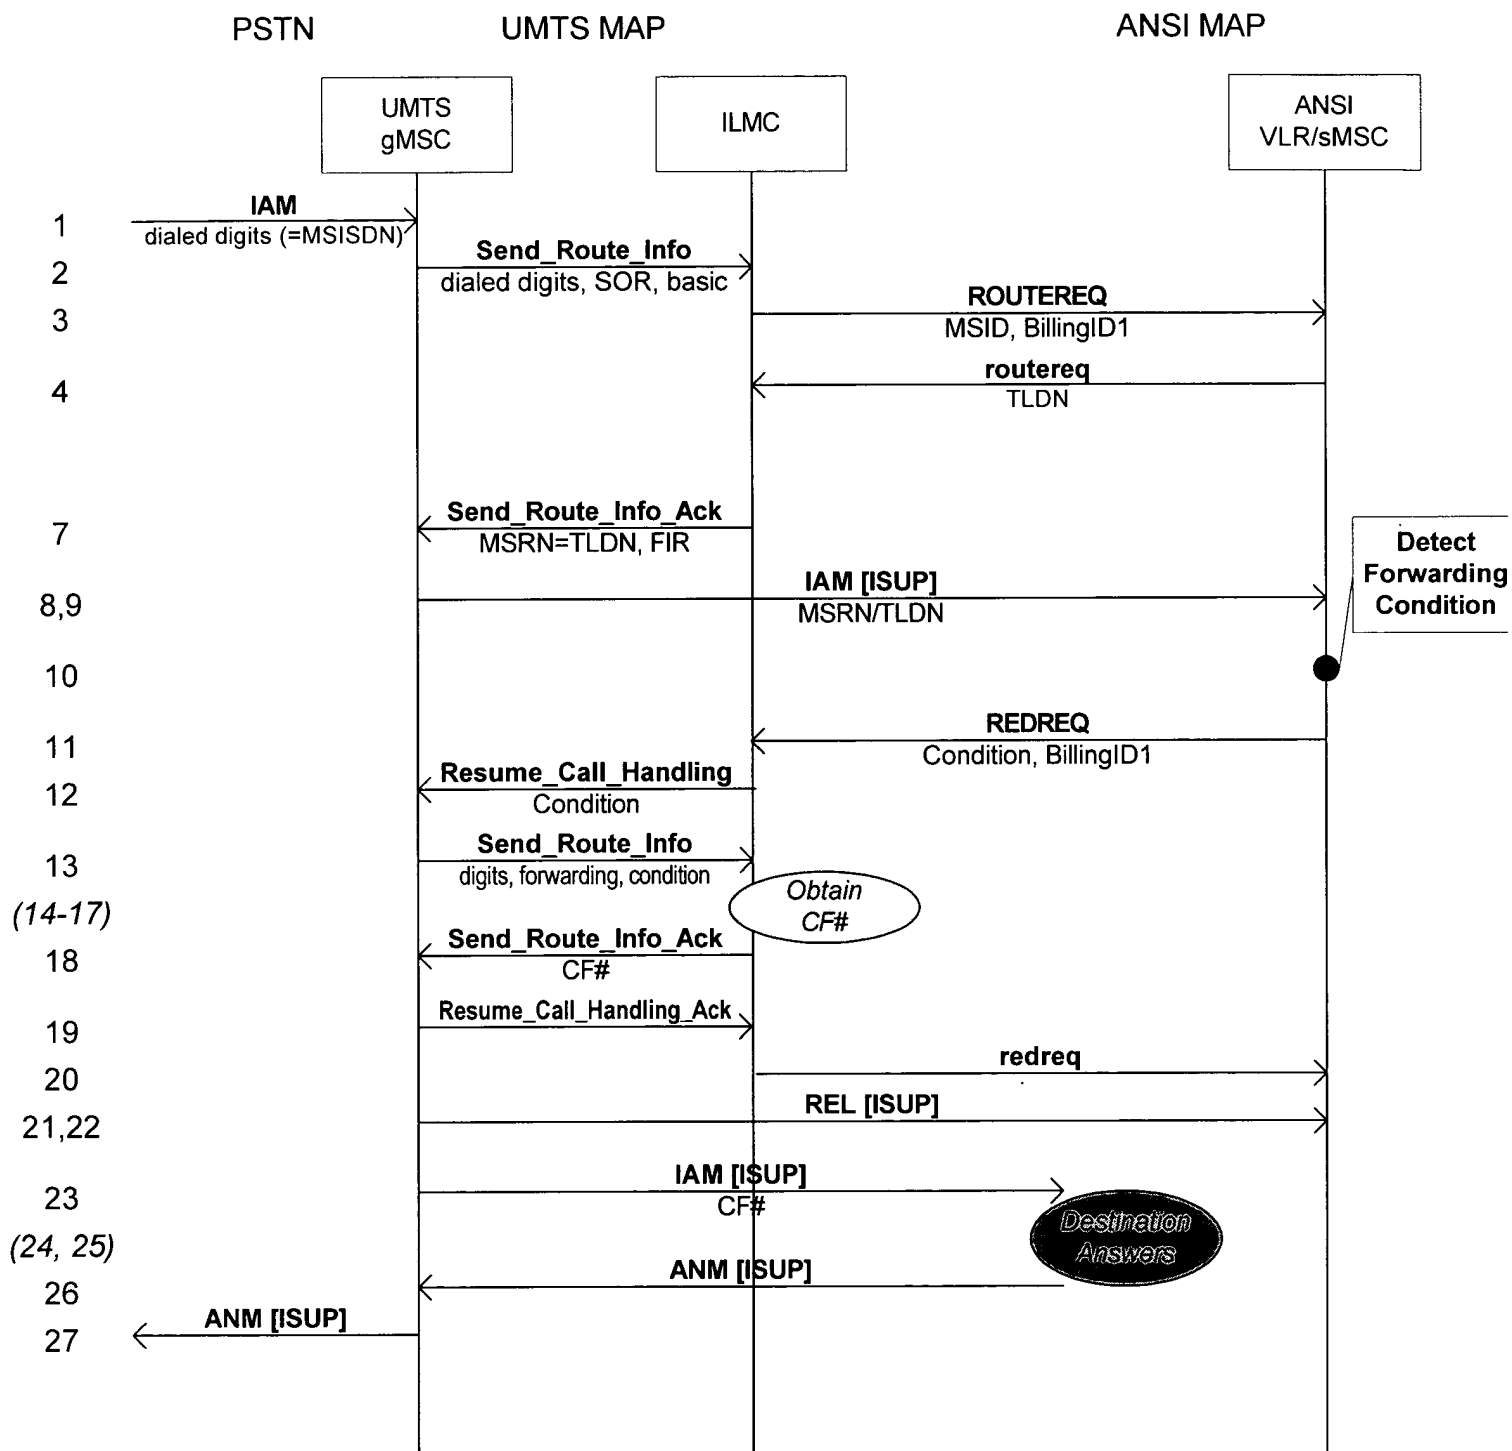 PSTN UMTS MAP ANSI MAP
UMTS
gMSC
ILMC
ANSI
VLR/sMSC
1 IAM
dialed digits (=MSISDN)
2 Send_Route_Info
dialed digits, SOR, basic
3 ROUTEREQ
MSID, BillingID1
4 routereq
TLDN
7 Send_Route_Info_Ack
MSRN=TLDN, FIR
Detect
Forwarding
Condition
8,9 IAM [ISUP]
MSRN/TLDN
10
11 REDREQ
Condition, BillingID1
12 Resume_Call_Handling
Condition
13 Send_Route_Info
digits, forwarding, condition
(14-17) Obtain
CF#
18 Send_Route_Info_Ack
CF#
19 Resume_Call_Handling_Ack
20 redreq
21,22 REL [ISUP]
23 IAM [ISUP]
CF#
(24, 25) Destination
Answers
26 ANM [ISUP]
27 ANM [ISUP]